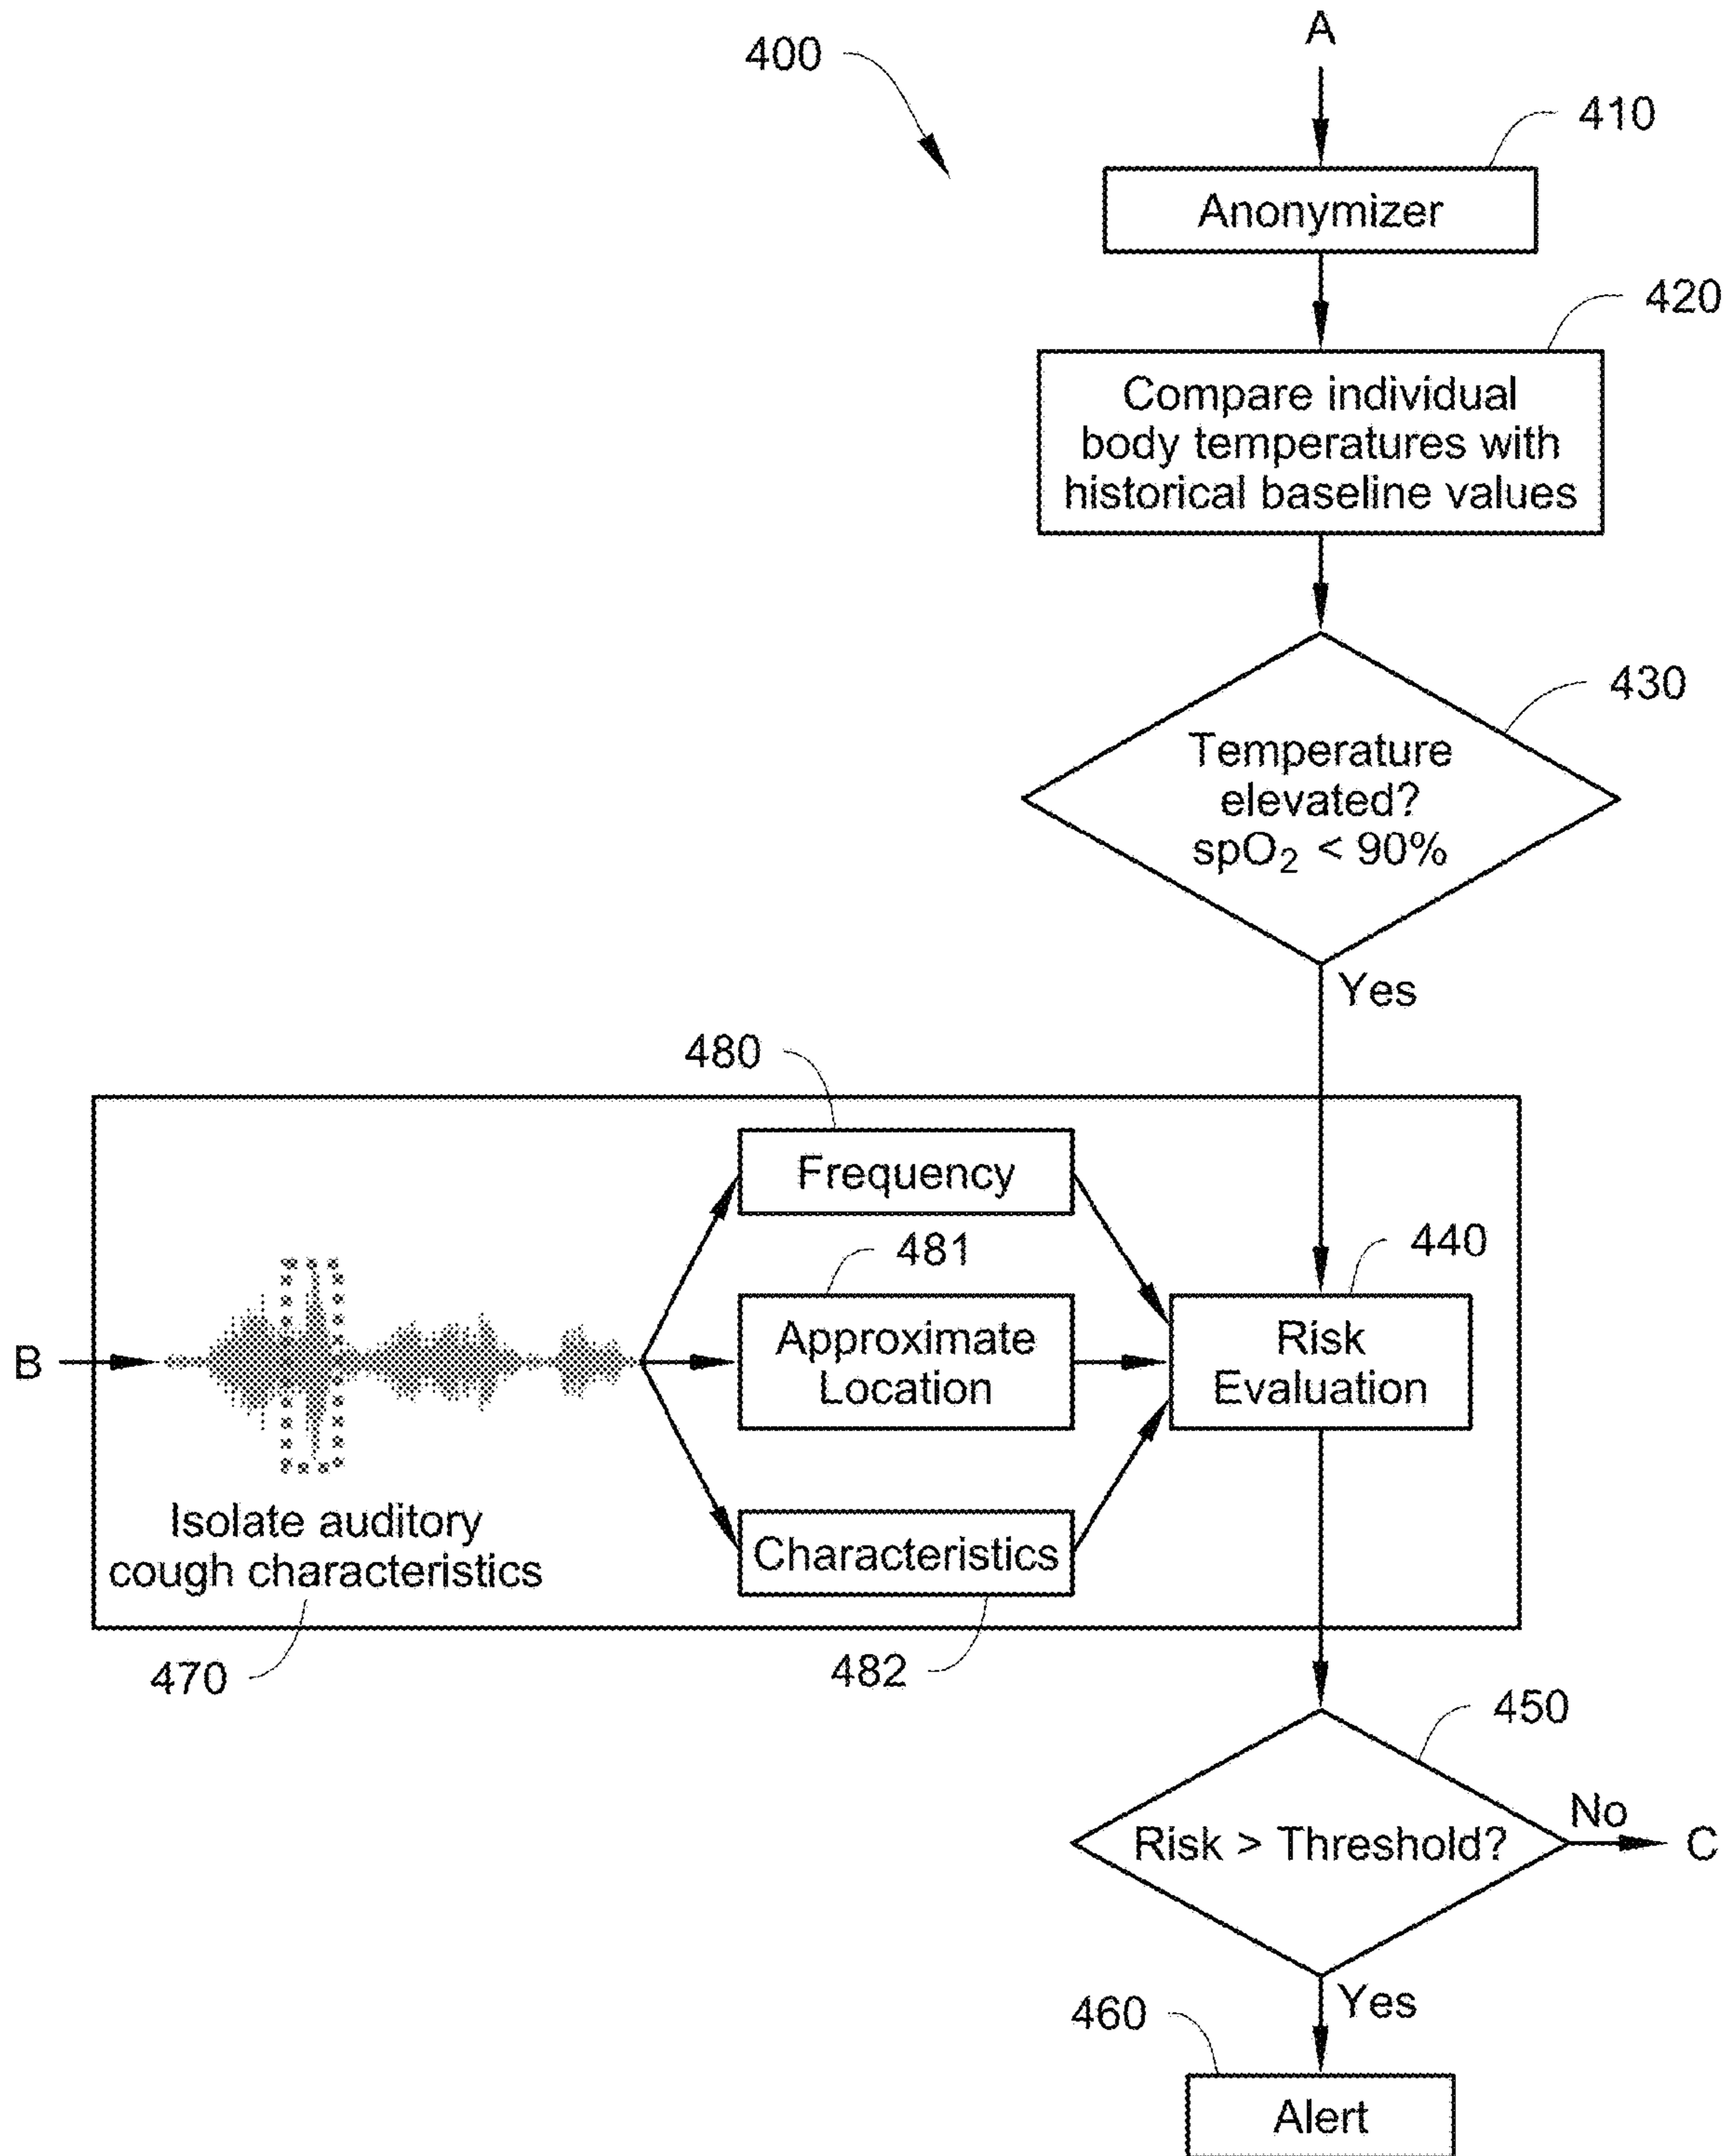 A
400
410
Anonymizer
420
Compare individual
body temperatures with
historical baseline values
430
Temperature
elevated?
spO₂ < 90%
Yes
480
Frequency
481
440
B
Approximate
Location
Risk
Evaluation
Isolate auditory
cough characteristics
Characteristics
470
482
450
Risk > Threshold?
No
C
Yes
460
Alert